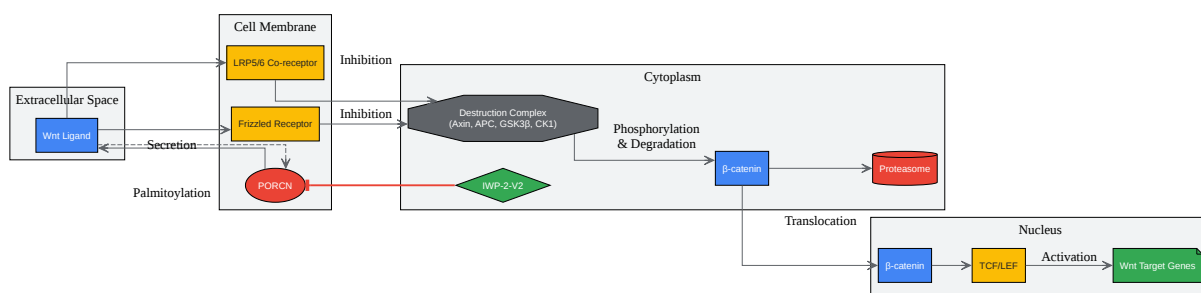 Cell Membrane
LRP5/6 Co-receptor
Inhibition
Cytoplasm
Extracellular Space
Wnt Ligand
Frizzled Receptor
Inhibition
Destruction Complex
(Axin, APC, GSK3β, CK1)
Phosphorylation
& Degradation
Secretion
β-catenin
Proteasome
Palmitoylation
PORCN
IWP-2-V2
Translocation
Nucleus
β-catenin
TCF/LEF
Activation
Wnt Target Genes